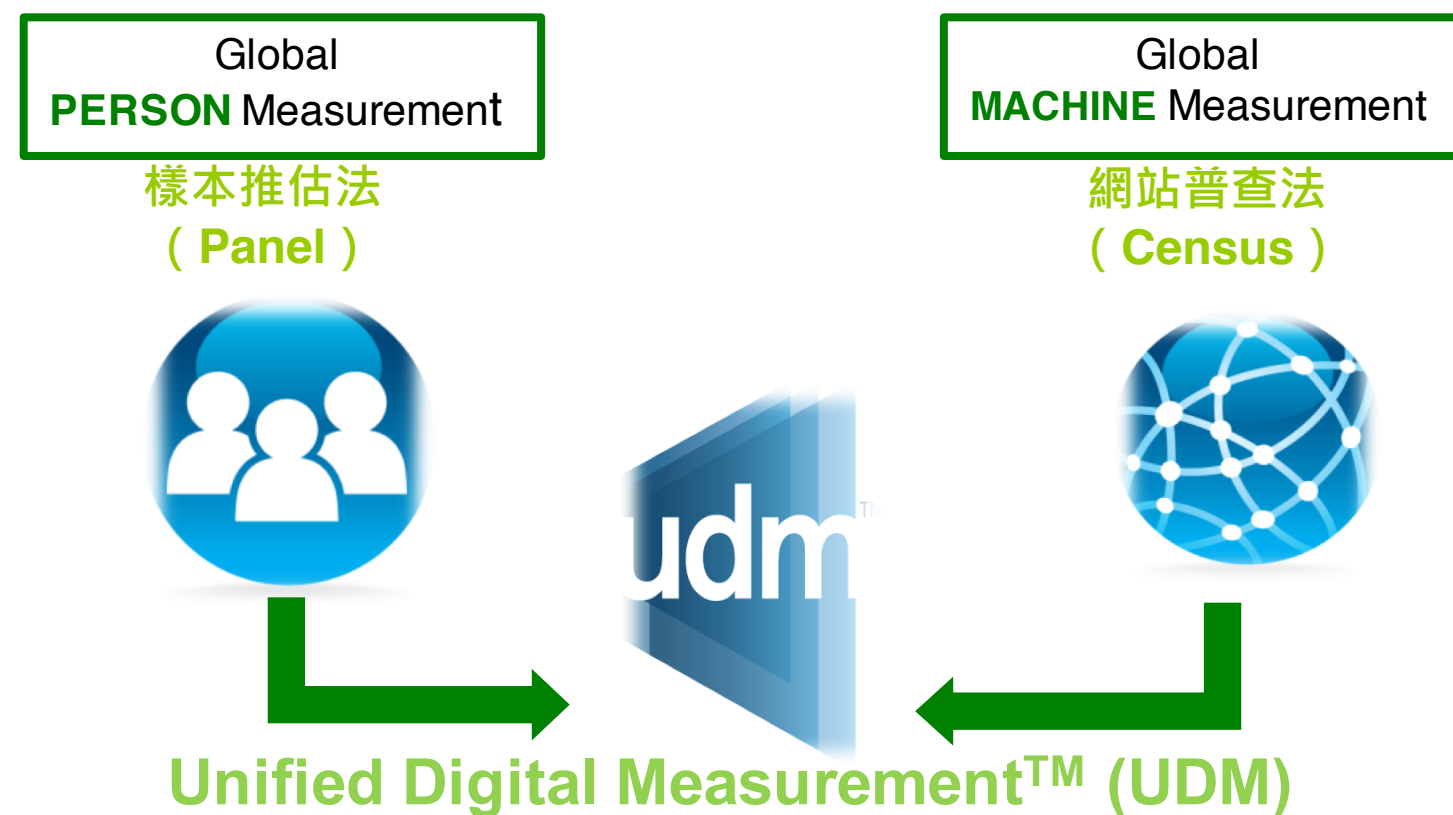 Global
PERSON Measurement
樣本推估法
（Panel）
Global
MACHINE Measurement
網站普查法
（Census）
udm™
Unified Digital Measurement™ (UDM)